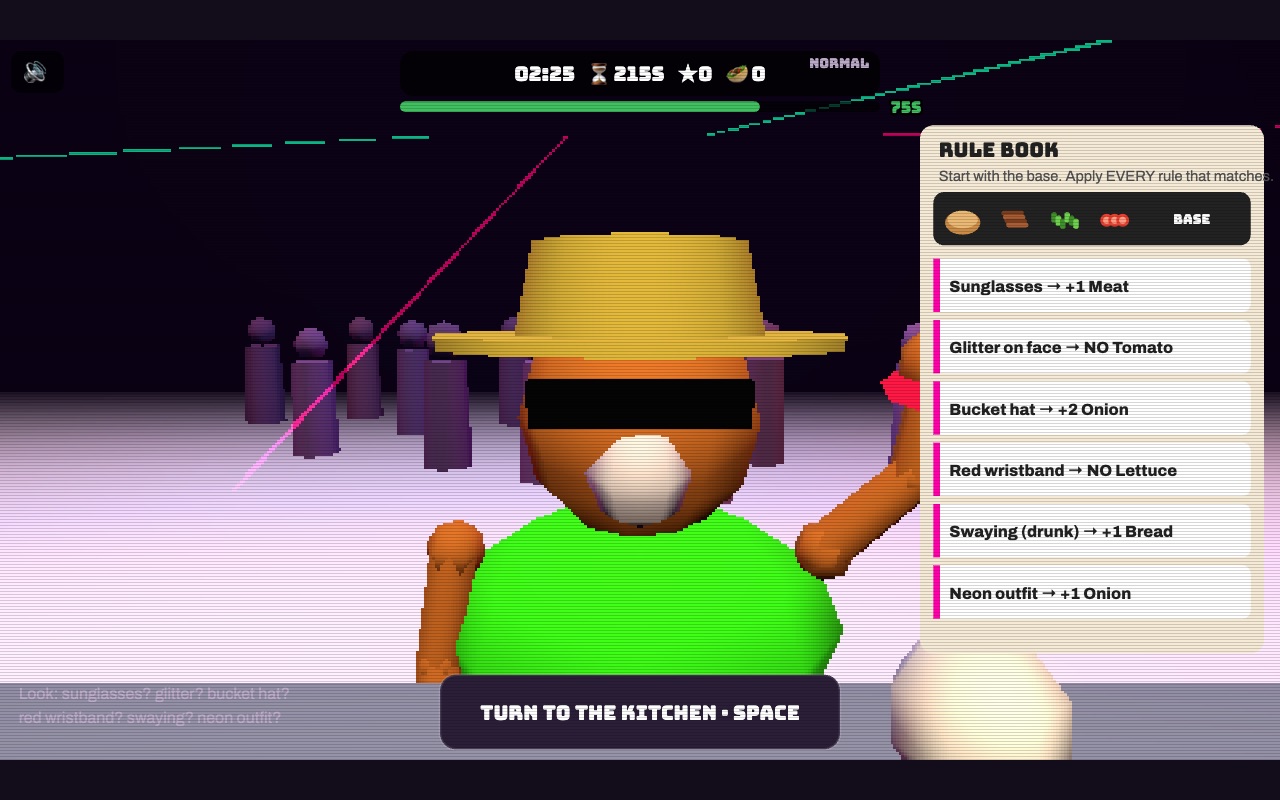 02:25 ⏳215S ★0 🥙0
NORMAL
75S
RULE BOOK
Start with the base. Apply EVERY rule that matches.
BASE
Sunglasses → +1 Meat
Glitter on face → NO Tomato
Bucket hat → +2 Onion
Red wristband → NO Lettuce
Swaying (drunk) → +1 Bread
Neon outfit → +1 Onion
Look: sunglasses? glitter? bucket hat?
red wristband? swaying? neon outfit?
TURN TO THE KITCHEN • SPACE